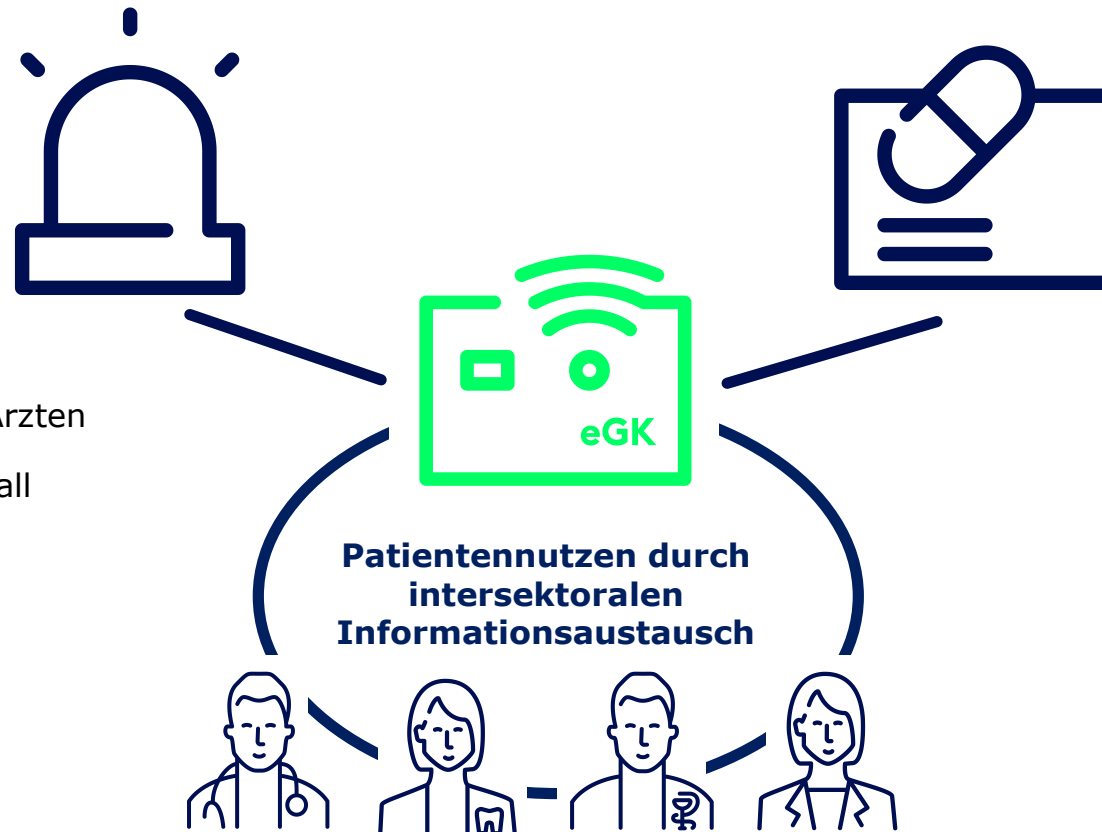 Ärzten
all
eGK
Patientennutzen durch
intersektoralen
Informationsaustausch